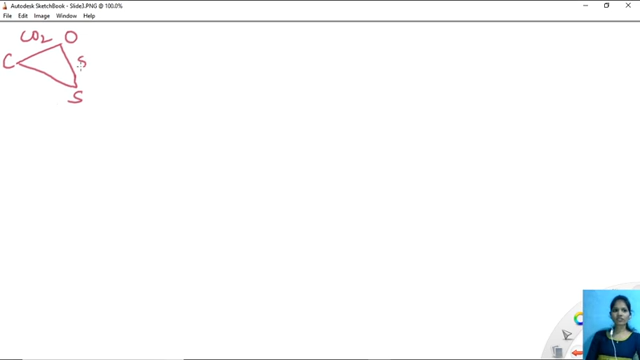 Autodesk SketchBook - Slide3.PNG @ 100.0%
File Edit Image Window Help
CO2 O
C S
S